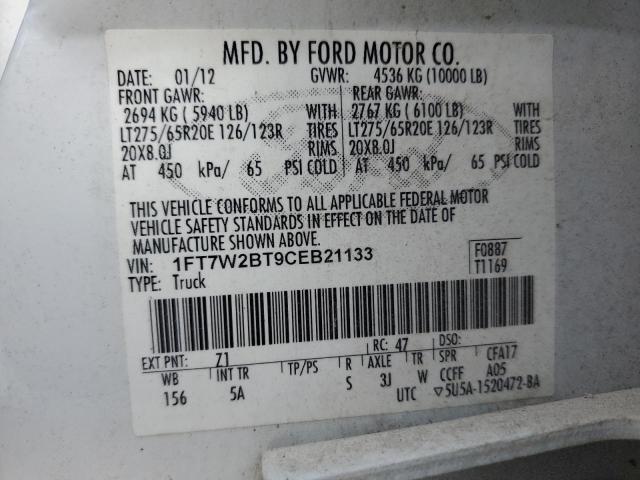 MFD. BY FORD MOTOR CO.
DATE: 01/12 GVWR: 4536 KG (10000 LB)
FRONT GAWR: REAR GAWR:
2694 KG ( 5940 LB) WITH 2767 KG ( 6100 LB) WITH
LT275/65R20E 126/123R TIRES LT275/65R20E 126/123R TIRES
20X8.0J RIMS 20X8.0J RIMS
AT 450 kPa/ 65 PSI COLD AT 450 kPa/ 65 PSI COLD
THIS VEHICLE CONFORMS TO ALL APPLICABLE FEDERAL MOTOR
VEHICLE SAFETY STANDARDS IN EFFECT ON THE DATE OF
MANUFACTURE SHOWN ABOVE.
VIN: 1FT7W2BT9CEB21133 F0887
TYPE: Truck T1169
EXT PNT: Z1 RC: 47 DSO:
WB INT TR TP/PS R AXLE TR SPR CFA17
156 5A S 3J W CCFF A05
UTC ▽5U5A-1520472-BA